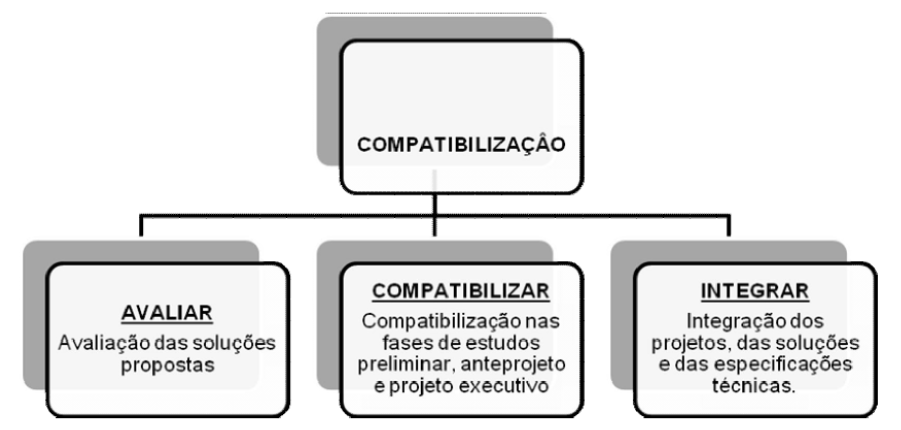 COMPATIBILIZAÇÂO
AVALIAR
Avaliação das soluções
propostas
COMPATIBILIZAR
Compatibilização nas
fases de estudos
preliminar, anteprojeto
e projeto executivo
INTEGRAR
Integração dos
projetos, das soluções
e das especificações
técnicas.